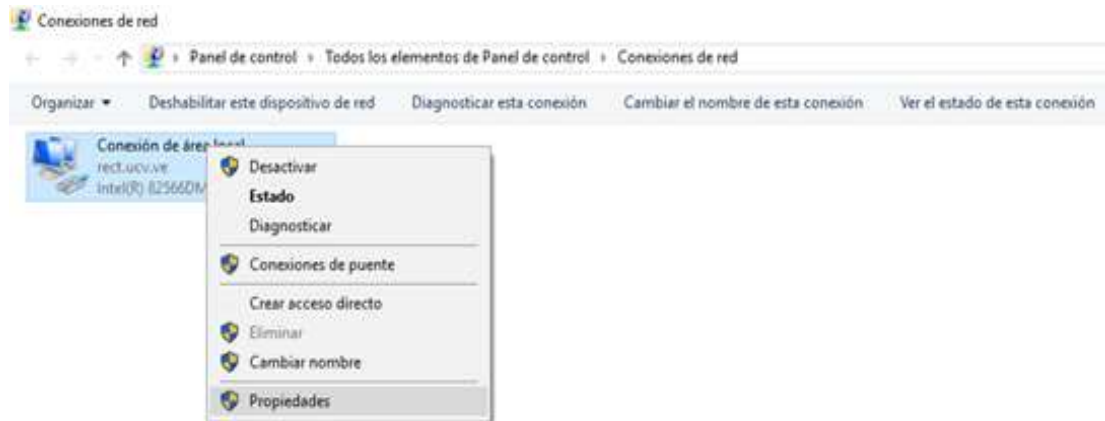 Conexiones de red
Panel de control › Todos los elementos de Panel de control › Conexiones de red
Organizar Deshabilitar este dispositivo de red Diagnosticar esta conexión Cambiar el nombre de esta conexión Ver el estado de esta conexión
Conexión de área local
rect.ucv.ve
Intel(R) 82566DM
Desactivar
Estado
Diagnosticar
Conexiones de puente
Crear acceso directo
Eliminar
Cambiar nombre
Propiedades